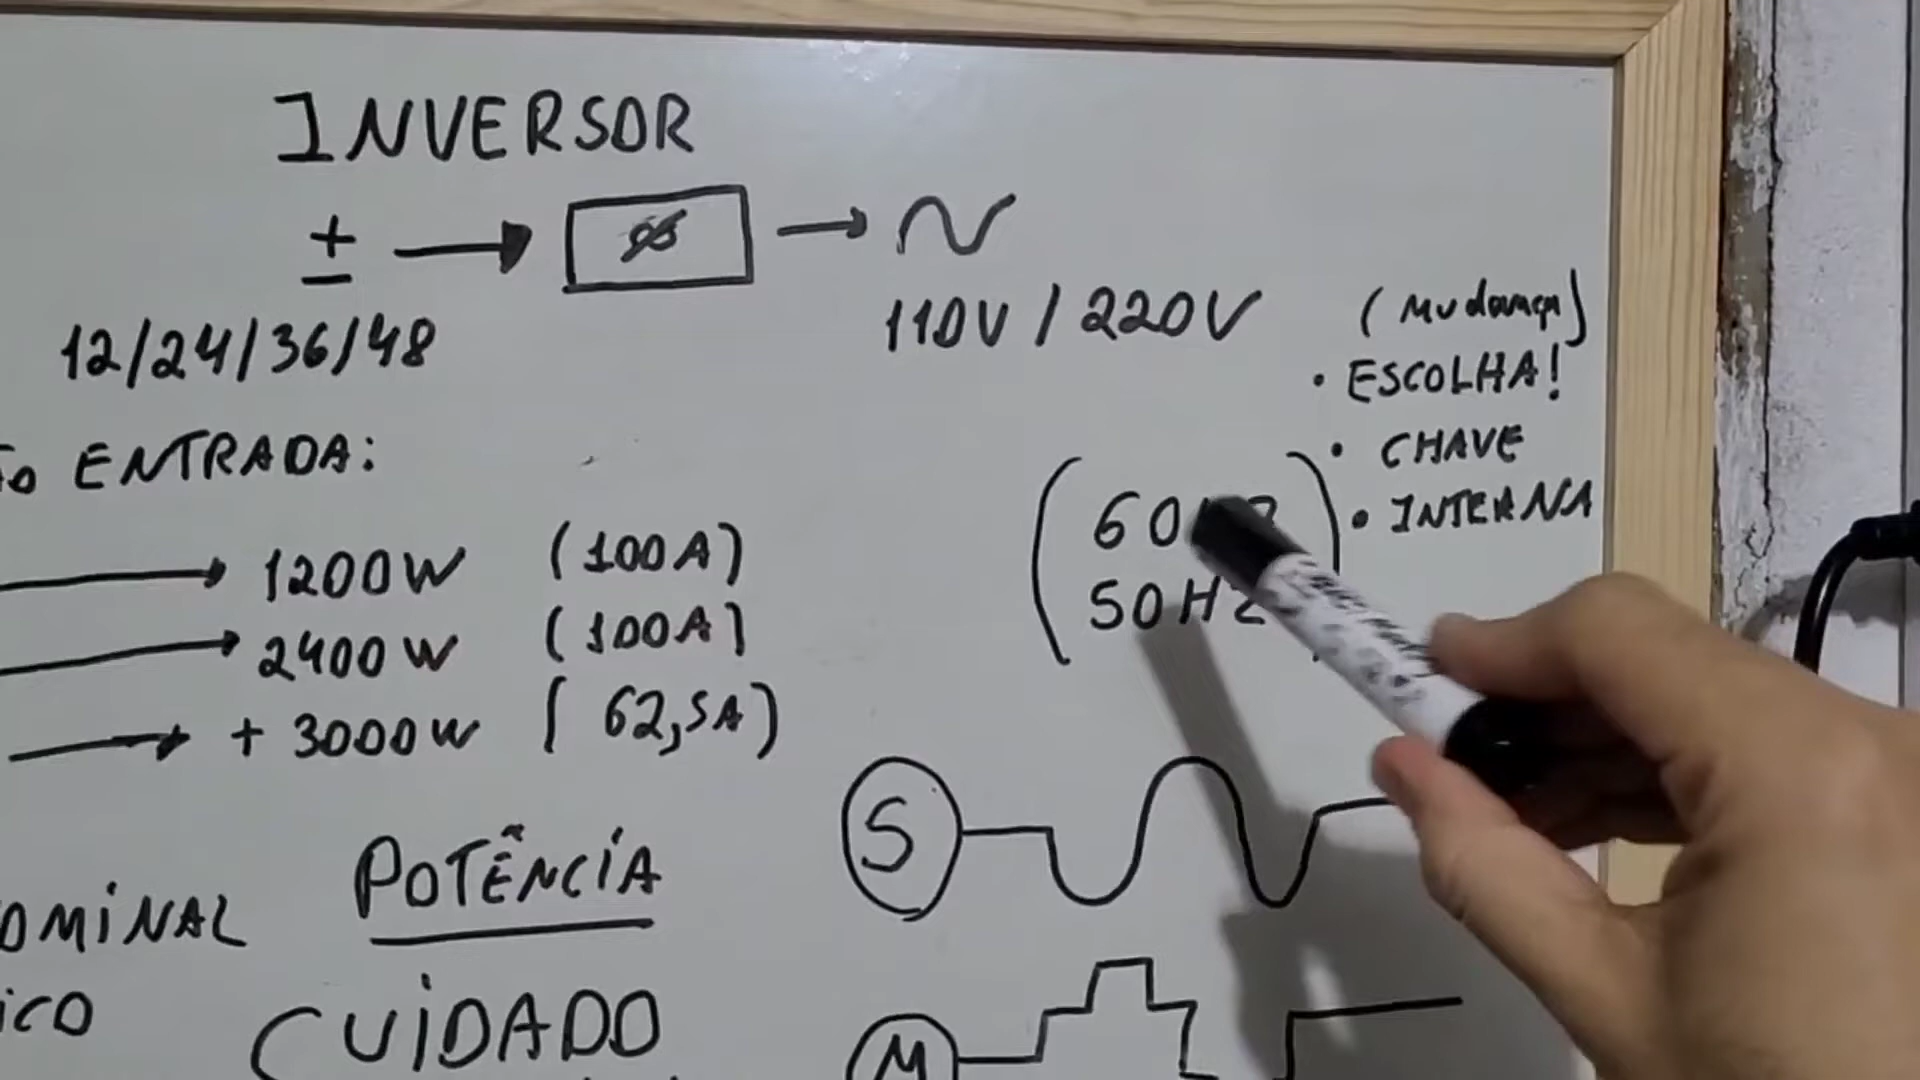 INVERSOR
±
12/24/36/48
110V / 220V
(Mudança)
• ESCOLHA!
• CHAVE
• INTERNA
ENTRADA:
1200W (100A)
2400W (100A)
+ 3000W (62,5A)
60
50HZ
POTÊNCIA
OMINAL
ICO
CUIDADO
S
M